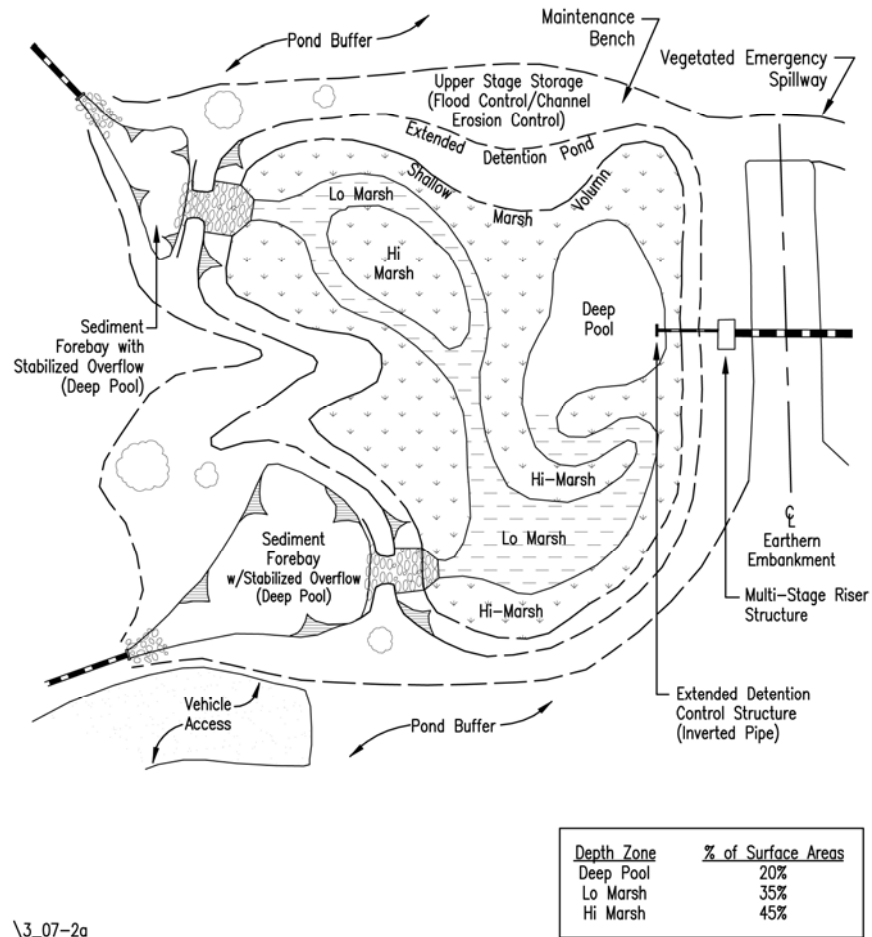 Maintenance
Bench
Pond Buffer
Vegetated Emergency
Spillway
Upper Stage Storage
(Flood Control/Channel
Erosion Control)
Extended Detention Pond
Shallow Marsh Volumn
Lo Marsh
Hi
Marsh
Deep
Pool
Sediment
Forebay with
Stabilized Overflow
(Deep Pool)
Hi-Marsh
Lo Marsh
Sediment
Forebay
w/Stabilized Overflow
(Deep Pool)
Hi-Marsh
℄
Earthern
Embankment
Multi-Stage Riser
Structure
Extended Detention
Control Structure
(Inverted Pipe)
Vehicle
Access
Pond Buffer
Depth Zone % of Surface Areas
Deep Pool 20%
Lo Marsh 35%
Hi Marsh 45%
\3_07-2a